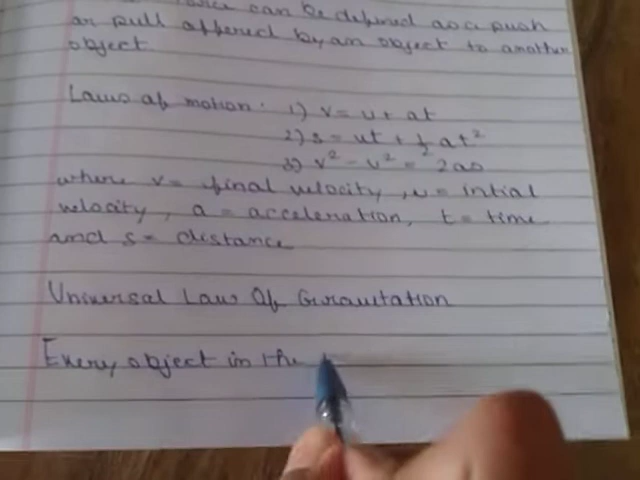 can be defined as a push
or pull offered by an object to another
object
Laws of motion: 1) v = u + at
2) s = ut + 1/2 at²
3) v² - u² = 2as
where v = final velocity, u = intial
velocity, a = acceleration, t = time
and s = distance
Universal Law Of Gravitation
Every object in the